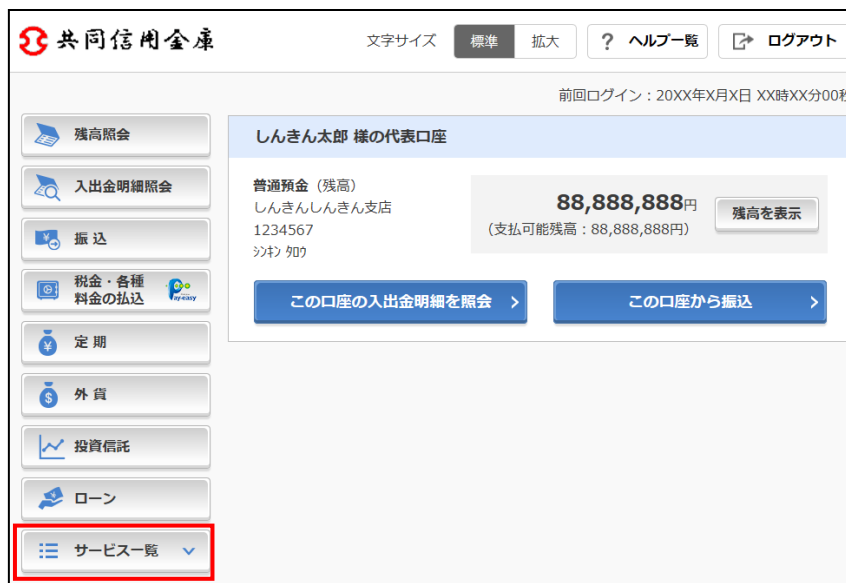 共同信用金庫
文字サイズ 標準 拡大 ? ヘルプ一覧 ログアウト
前回ログイン：20XX年X月X日 XX時XX分00秒
残高照会
入出金明細照会
振込
税金・各種
料金の払込
Pay-easy
定期
外貨
投資信託
ローン
サービス一覧
しんきん太郎 様の代表口座
普通預金（残高）
しんきんしんきん支店
1234567
ｼﾝｷﾝ ﾀﾛｳ
88,888,888円
（支払可能残高：88,888,888円）
残高を表示
この口座の入出金明細を照会
この口座から振込